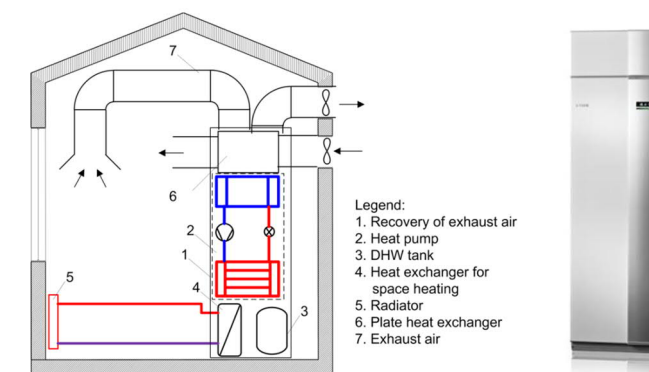 7
6
2
1
4
3
5
Legend:
1. Recovery of exhaust air
2. Heat pump
3. DHW tank
4. Heat exchanger for
space heating
5. Radiator
6. Plate heat exchanger
7. Exhaust air